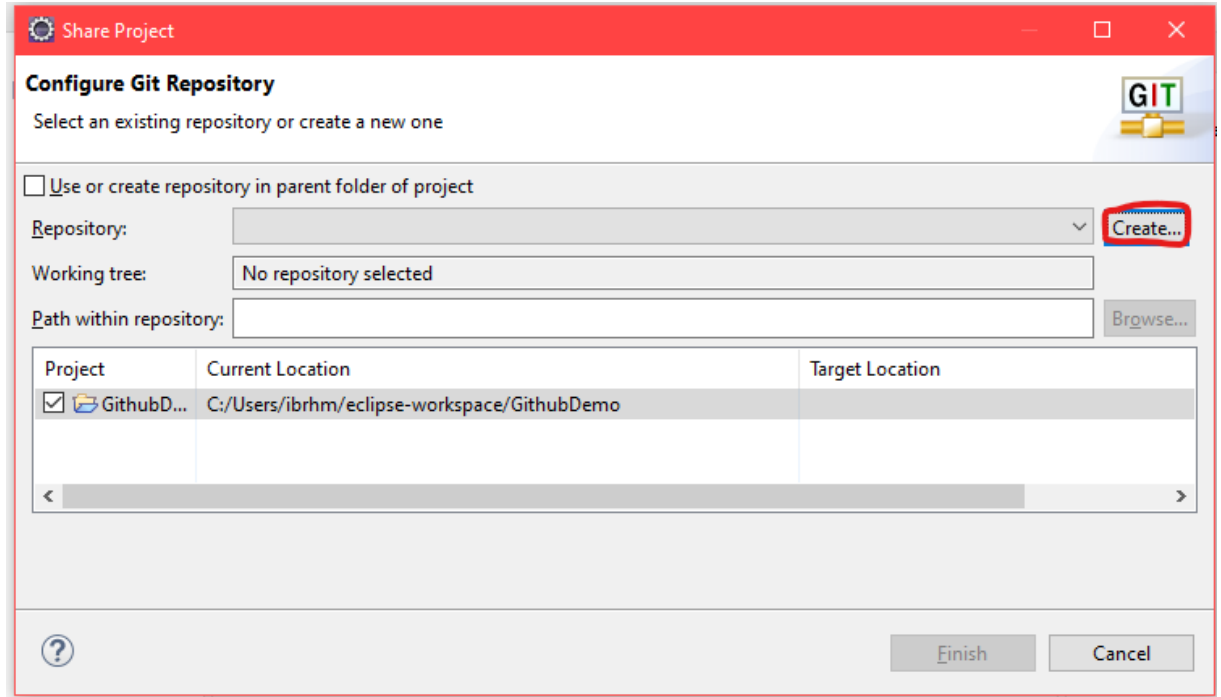 Share Project
Configure Git Repository
Select an existing repository or create a new one
GIT
Use or create repository in parent folder of project
Repository: Create...
Working tree: No repository selected
Path within repository: Browse...
Project Current Location Target Location
GithubD... C:/Users/ibrhm/eclipse-workspace/GithubDemo
? Finish Cancel